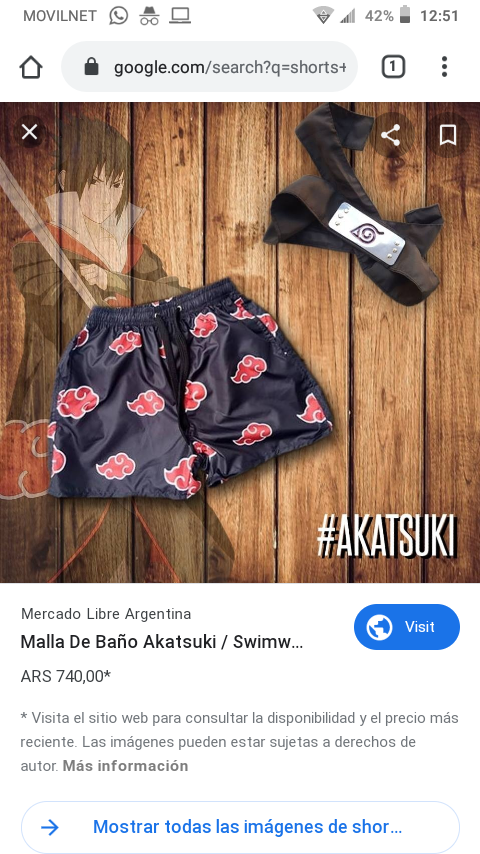 MOVILNET 42% 12:51
google.com/search?q=shorts+ 1
#AKATSUKI
Mercado Libre Argentina
Malla De Baño Akatsuki / Swimw...
Visit
ARS 740,00*
* Visita el sitio web para consultar la disponibilidad y el precio más
reciente. Las imágenes pueden estar sujetas a derechos de
autor. Más información
Mostrar todas las imágenes de shor...